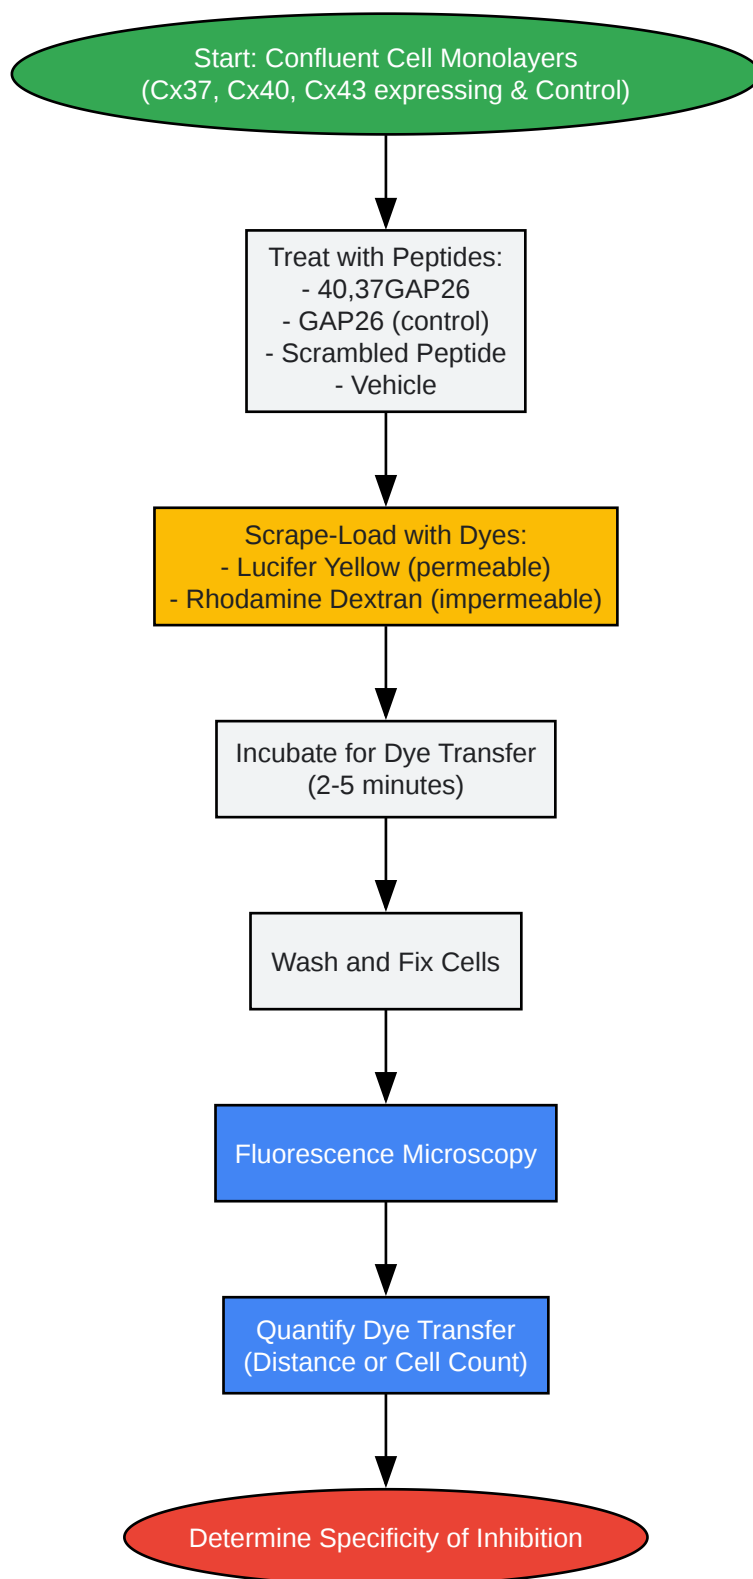 Start: Confluent Cell Monolayers
(Cx37, Cx40, Cx43 expressing & Control)
Treat with Peptides:
- 40,37GAP26
- GAP26 (control)
- Scrambled Peptide
- Vehicle
Scrape-Load with Dyes:
- Lucifer Yellow (permeable)
- Rhodamine Dextran (impermeable)
Incubate for Dye Transfer
(2-5 minutes)
Wash and Fix Cells
Fluorescence Microscopy
Quantify Dye Transfer
(Distance or Cell Count)
Determine Specificity of Inhibition